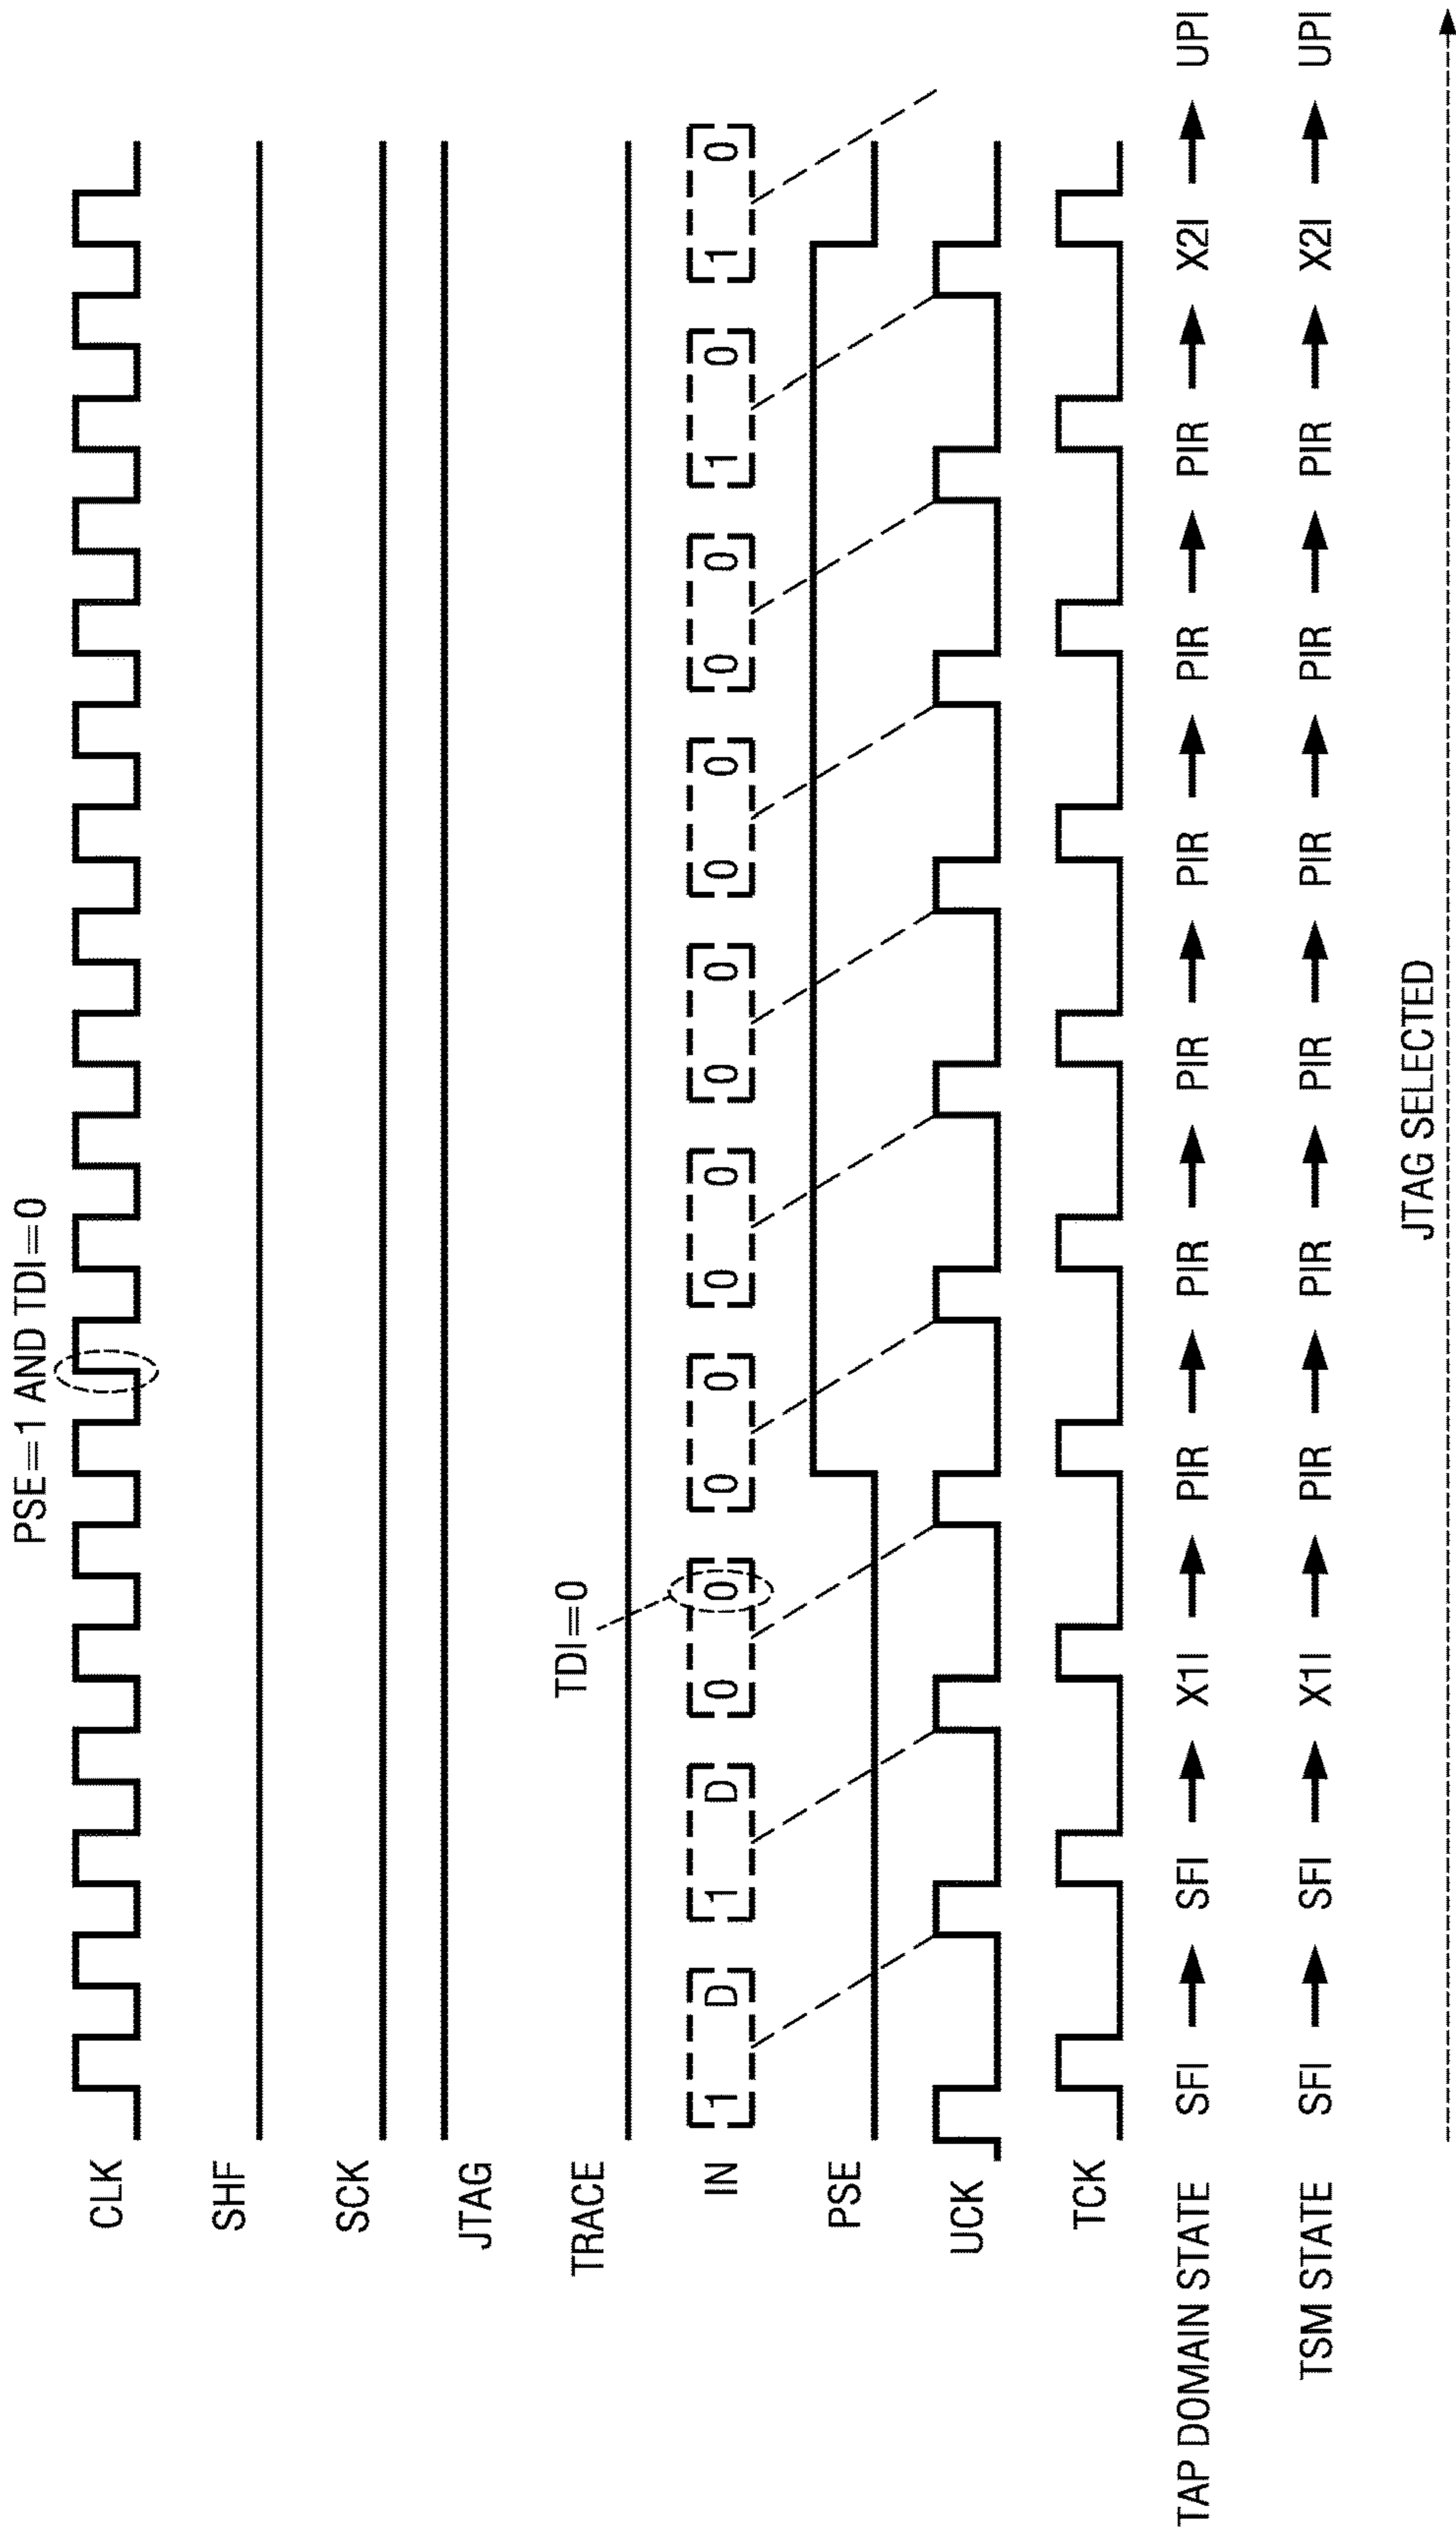 PSE=1 AND TDI=0
CLK
SHF
SCK
JTAG
TRACE
TDI=0
IN 1 D 1 D 0 0 0 0 0 0 0 0 0 0 0 0 1 0 1 0
PSE
UCK
TCK
TAP DOMAIN STATE SFI SFI X1I PIR PIR PIR PIR PIR PIR X2I UPI
TSM STATE SFI SFI X1I PIR PIR PIR PIR PIR PIR X2I UPI
JTAG SELECTED